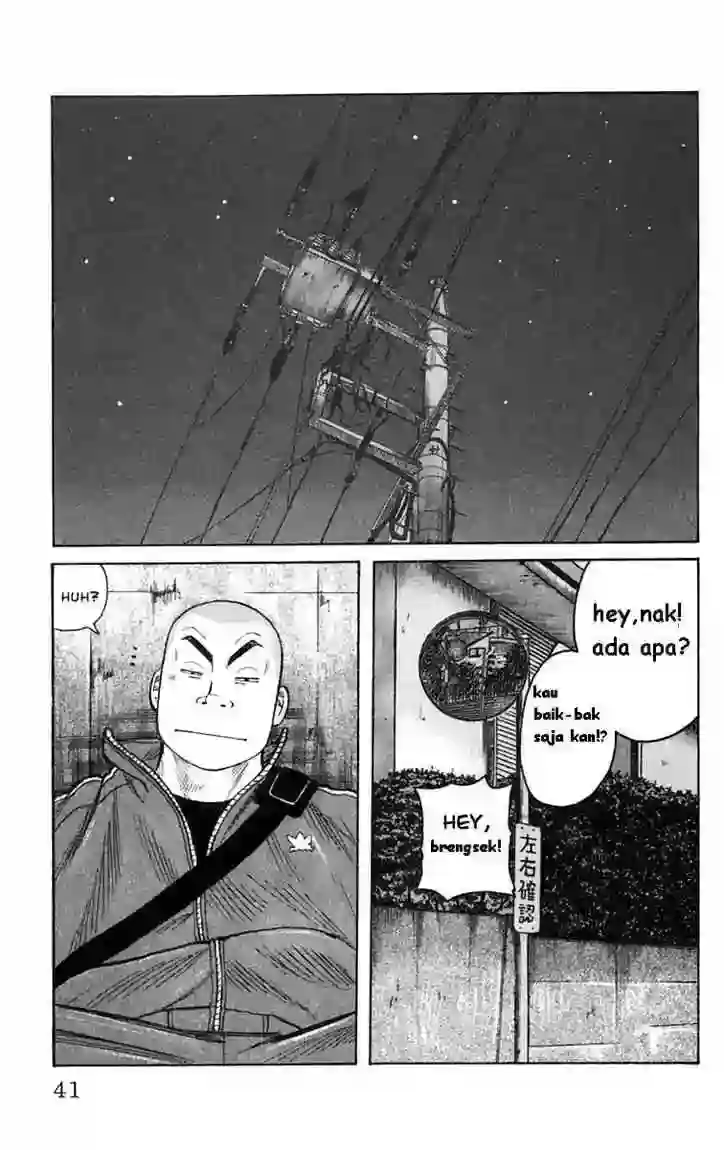 hey,nak!
ada apa?
kau
baik-bak
saja kan!?
HEY,
brengsek!
左右確認
HUH?
41